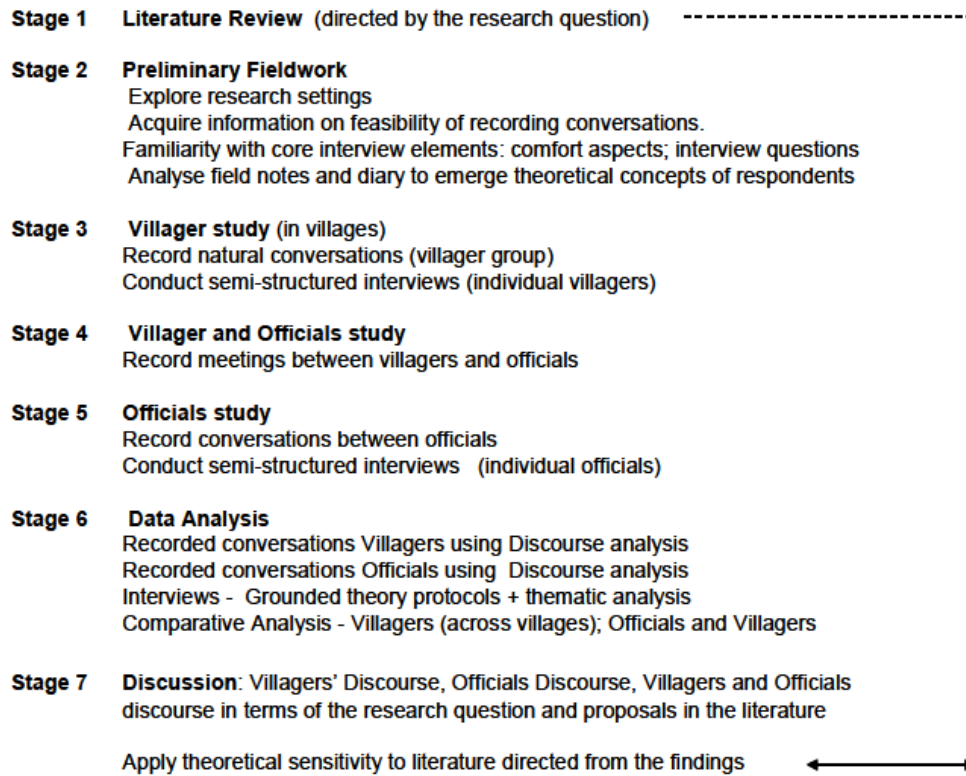 Stage 1 Literature Review (directed by the research question)
Stage 2 Preliminary Fieldwork
Explore research settings
Acquire information on feasibility of recording conversations.
Familiarity with core interview elements: comfort aspects; interview questions
Analyse field notes and diary to emerge theoretical concepts of respondents
Stage 3 Villager study (in villages)
Record natural conversations (villager group)
Conduct semi-structured interviews (individual villagers)
Stage 4 Villager and Officials study
Record meetings between villagers and officials
Stage 5 Officials study
Record conversations between officials
Conduct semi-structured interviews (individual officials)
Stage 6 Data Analysis
Recorded conversations Villagers using Discourse analysis
Recorded conversations Officials using Discourse analysis
Interviews - Grounded theory protocols + thematic analysis
Comparative Analysis - Villagers (across villages); Officials and Villagers
Stage 7 Discussion: Villagers' Discourse, Officials Discourse, Villagers and Officials
discourse in terms of the research question and proposals in the literature
Apply theoretical sensitivity to literature directed from the findings